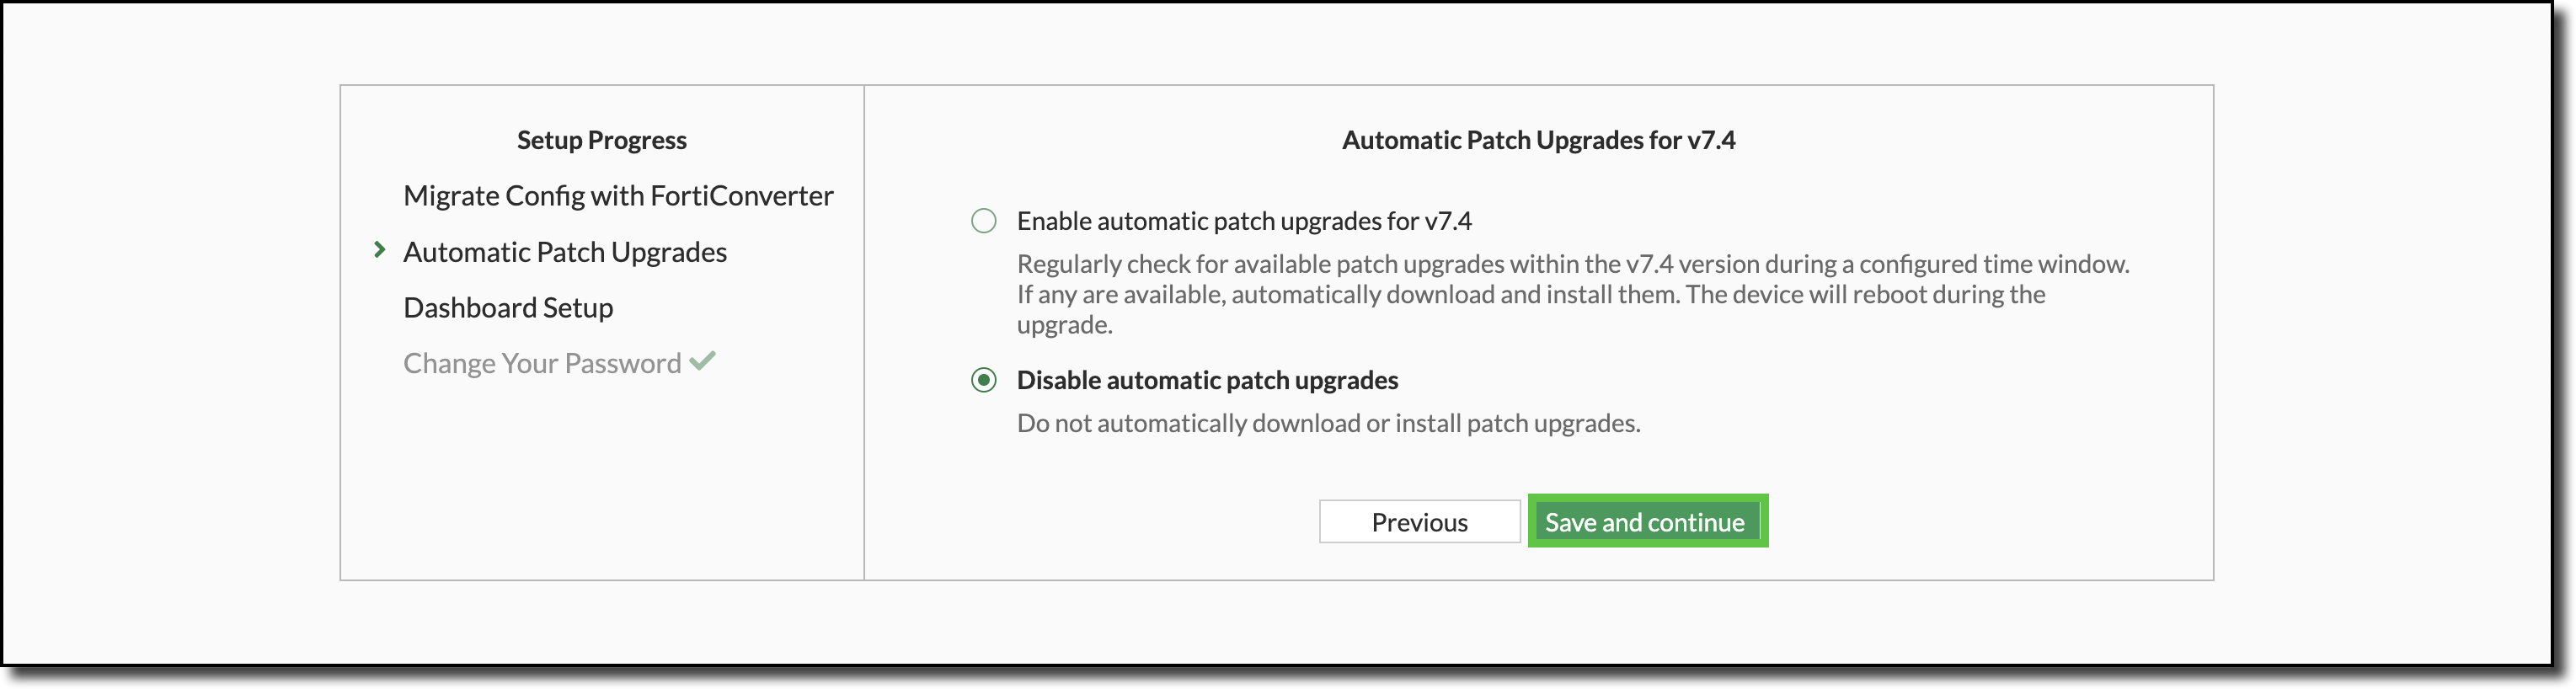 Setup Progress
Migrate Config with FortiConverter
Automatic Patch Upgrades
Dashboard Setup
Change Your Password
Automatic Patch Upgrades for v7.4
Enable automatic patch upgrades for v7.4
Regularly check for available patch upgrades within the v7.4 version during a configured time window.
If any are available, automatically download and install them. The device will reboot during the
upgrade.
Disable automatic patch upgrades
Do not automatically download or install patch upgrades.
Previous
Save and continue